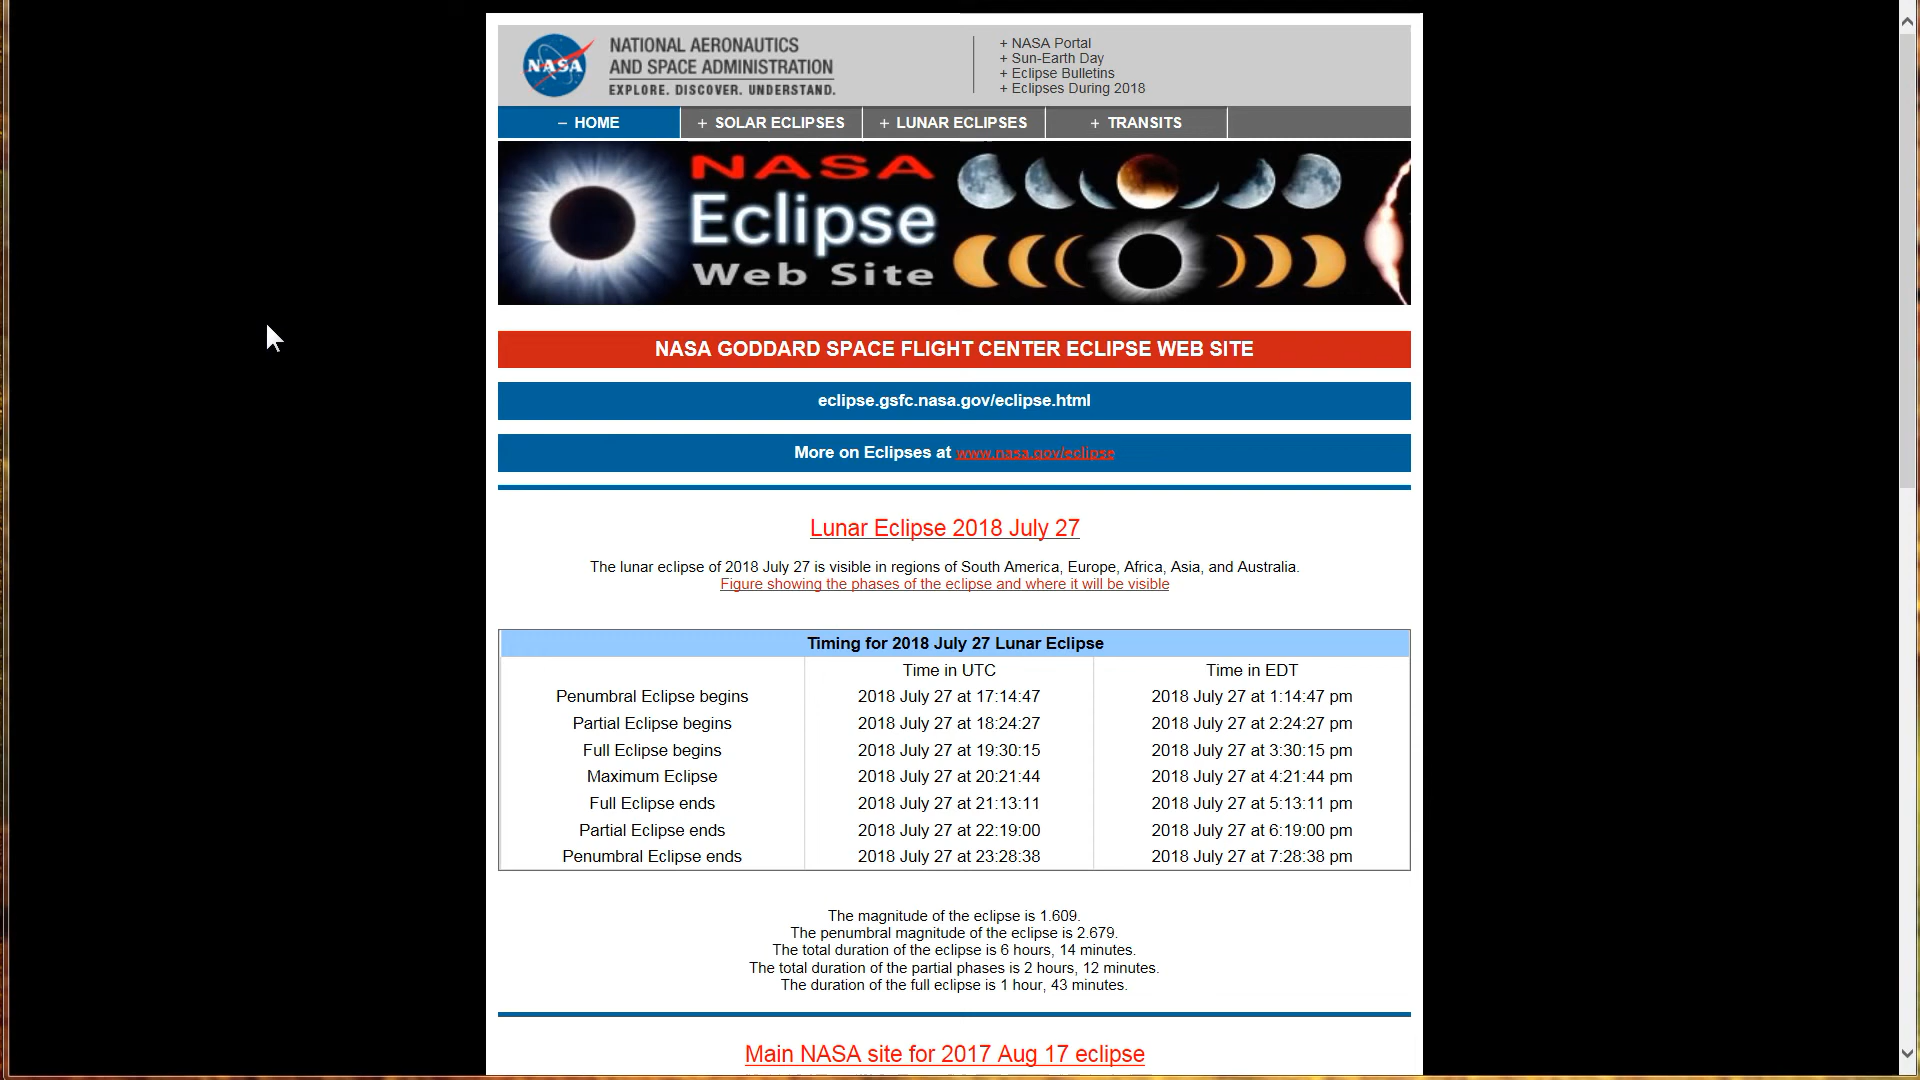 NASA
NATIONAL AERONAUTICS
AND SPACE ADMINISTRATION
EXPLORE. DISCOVER. UNDERSTAND.
+ NASA Portal
+ Sun-Earth Day
+ Eclipse Bulletins
+ Eclipses During 2018
– HOME
+ SOLAR ECLIPSES
+ LUNAR ECLIPSES
+ TRANSITS
NASA
Eclipse
Web Site
NASA GODDARD SPACE FLIGHT CENTER ECLIPSE WEB SITE
eclipse.gsfc.nasa.gov/eclipse.html
More on Eclipses at www.nasa.gov/eclipse
Lunar Eclipse 2018 July 27
The lunar eclipse of 2018 July 27 is visible in regions of South America, Europe, Africa, Asia, and Australia.
Figure showing the phases of the eclipse and where it will be visible
Timing for 2018 July 27 Lunar Eclipse
Time in UTC Time in EDT
Penumbral Eclipse begins 2018 July 27 at 17:14:47 2018 July 27 at 1:14:47 pm
Partial Eclipse begins 2018 July 27 at 18:24:27 2018 July 27 at 2:24:27 pm
Full Eclipse begins 2018 July 27 at 19:30:15 2018 July 27 at 3:30:15 pm
Maximum Eclipse 2018 July 27 at 20:21:44 2018 July 27 at 4:21:44 pm
Full Eclipse ends 2018 July 27 at 21:13:11 2018 July 27 at 5:13:11 pm
Partial Eclipse ends 2018 July 27 at 22:19:00 2018 July 27 at 6:19:00 pm
Penumbral Eclipse ends 2018 July 27 at 23:28:38 2018 July 27 at 7:28:38 pm
The magnitude of the eclipse is 1.609.
The penumbral magnitude of the eclipse is 2.679.
The total duration of the eclipse is 6 hours, 14 minutes.
The total duration of the partial phases is 2 hours, 12 minutes.
The duration of the full eclipse is 1 hour, 43 minutes.
Main NASA site for 2017 Aug 17 eclipse